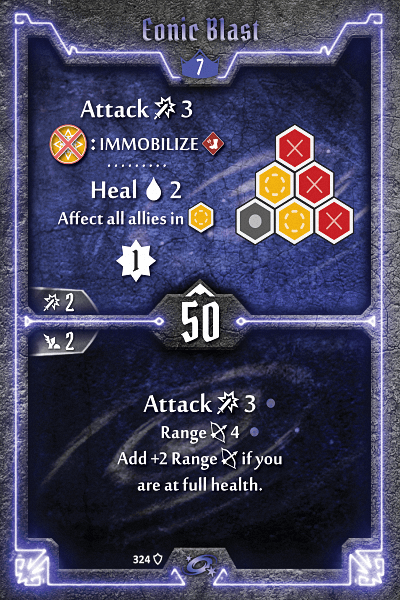 Conic Blast
7
Attack 3
: IMMOBILIZE
Heal 2
Affect all allies in
1
2
50
2
Attack 3
Range 4
Add +2 Range if you
are at full health.
324